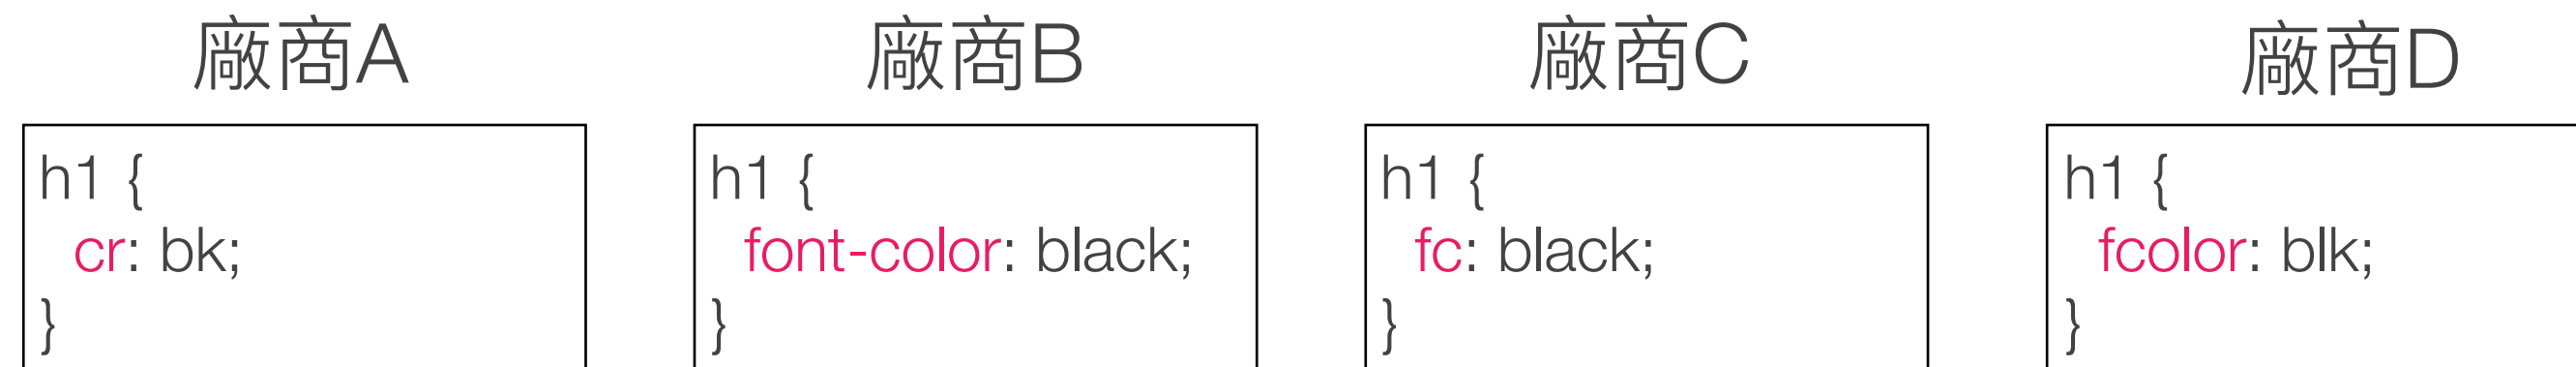 廠商A
h1 {
cr: bk;
}
廠商B
h1 {
font-color: black;
}
廠商C
h1 {
fc: black;
}
廠商D
h1 {
fcolor: blk;
}